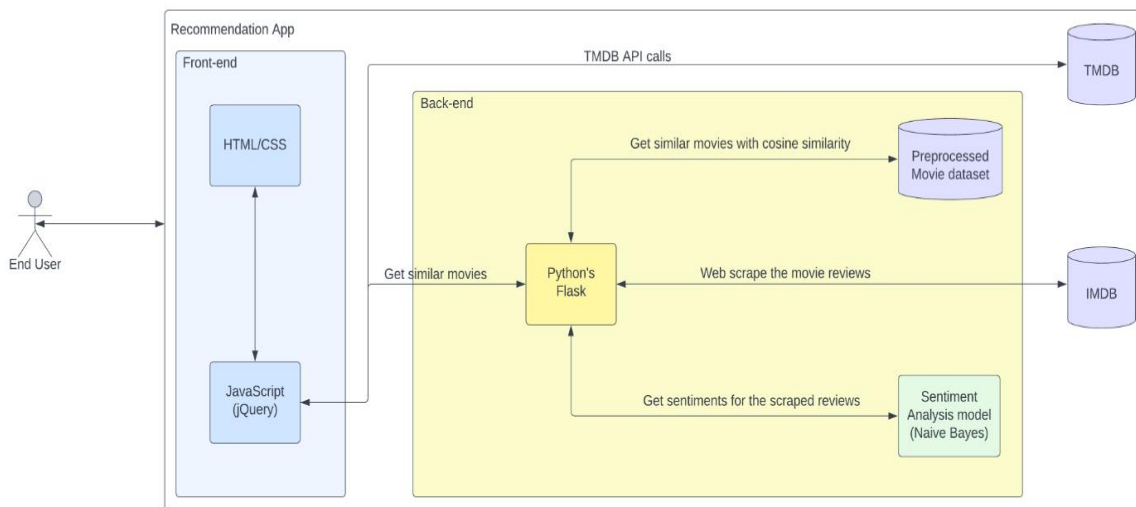 Recommendation App
Front-end
TMDB API calls
TMDB
Back-end
HTML/CSS
Get similar movies with cosine similarity
Preprocessed
Movie dataset
End User
Get similar movies
Python's
Flask
Web scrape the movie reviews
IMDB
JavaScript
(jQuery)
Get sentiments for the scraped reviews
Sentiment
Analysis model
(Naive Bayes)